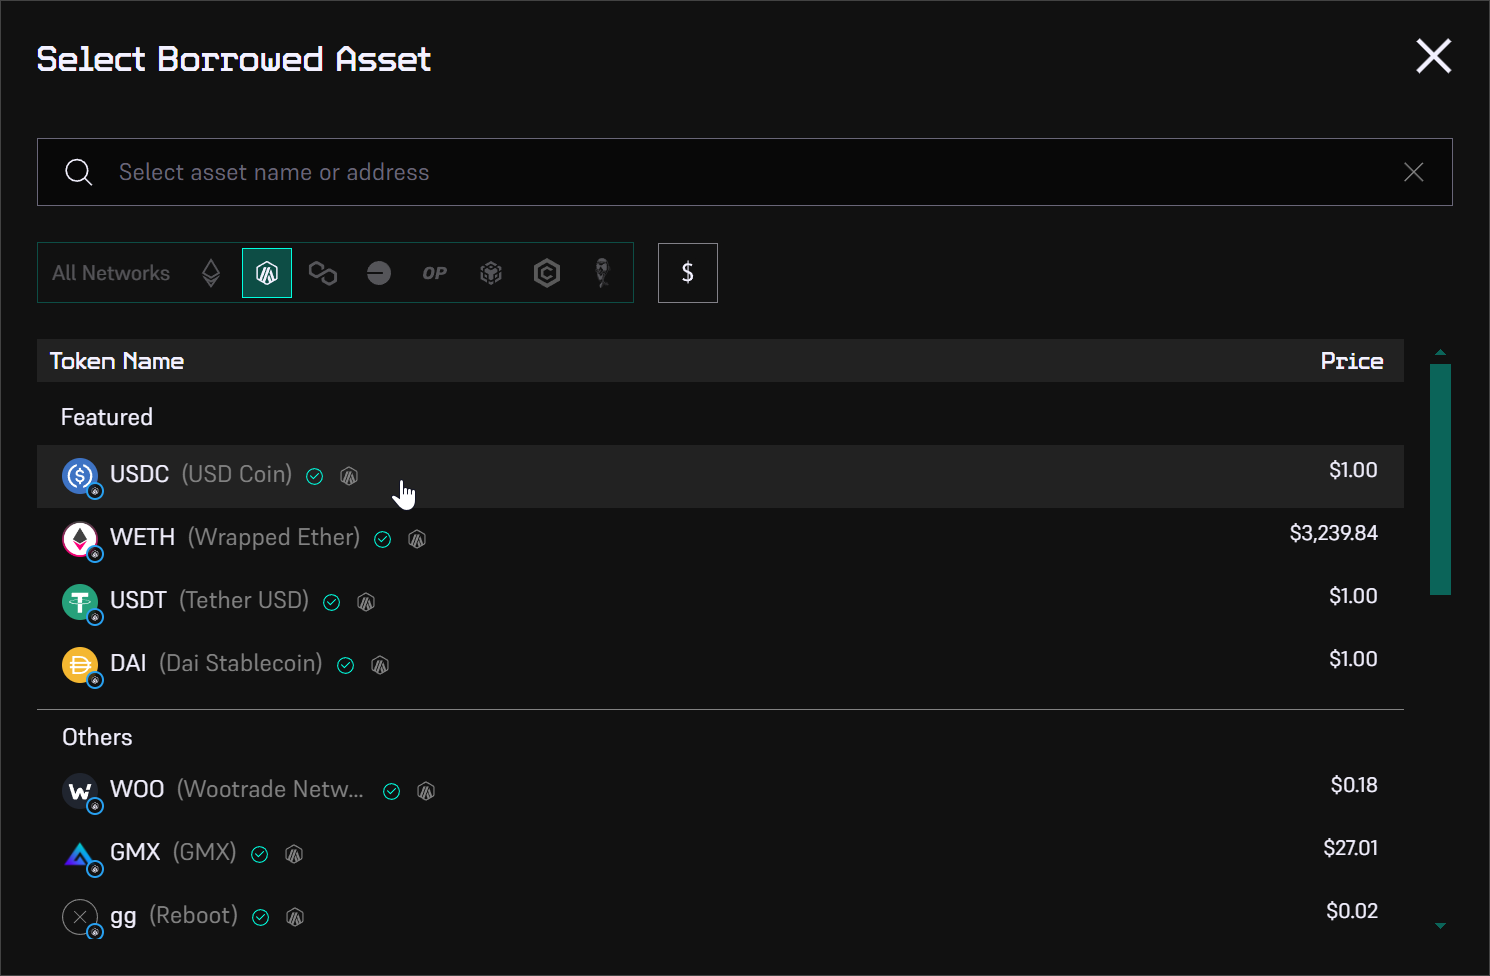 Select Borrowed Asset
Select asset name or address
All Networks OP $
Token Name Price
Featured
USDC (USD Coin) $1.00
WETH (Wrapped Ether) $3,239.84
USDT (Tether USD) $1.00
DAI (Dai Stablecoin) $1.00
Others
WOO (Wootrade Netw... $0.18
GMX (GMX) $27.01
gg (Reboot) $0.02